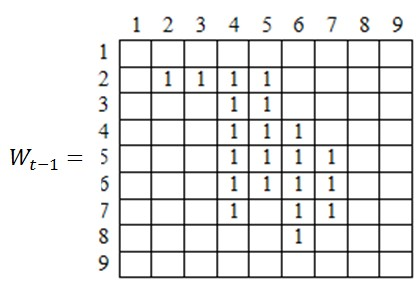 1 2 3 4 5 6 7 8 9
1
2 1 1 1 1
3 1 1
4 1 1 1
W_{t−1} = 5 1 1 1 1
6 1 1 1 1
7 1 1 1
8 1
9